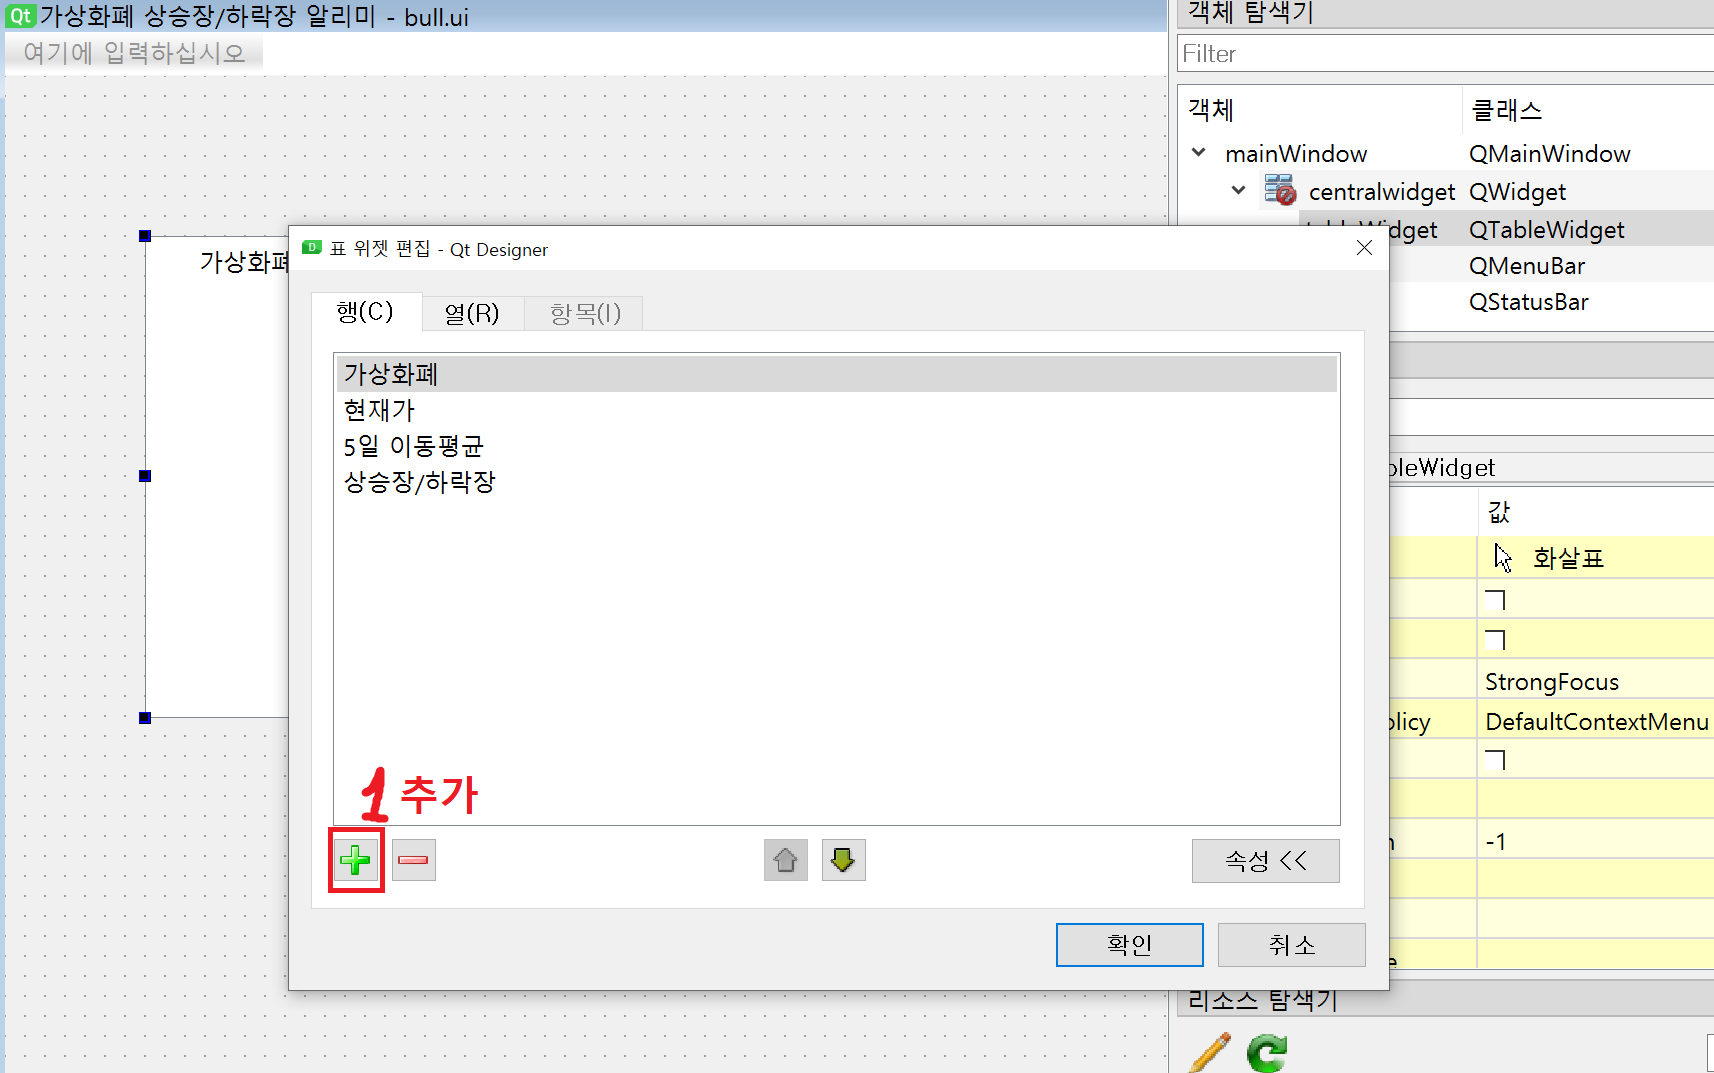 Qt 가상화폐 상승장/하락장 알리미 - bull.ui
여기에 입력하십시오
가상화폐
객체 탐색기
Filter
객체 클래스
mainWindow QMainWindow
centralwidget QWidget
tableWidget QTableWidget
QMenuBar
QStatusBar
표 위젯 편집 - Qt Designer
행(C) 열(R) 항목(I)
가상화폐
현재가
5일 이동평균
상승장/하락장
1 추가
속성 <<
확인 취소
bleWidget
값
화살표
StrongFocus
olicy DefaultContextMenu
-1
리소스 탐색기